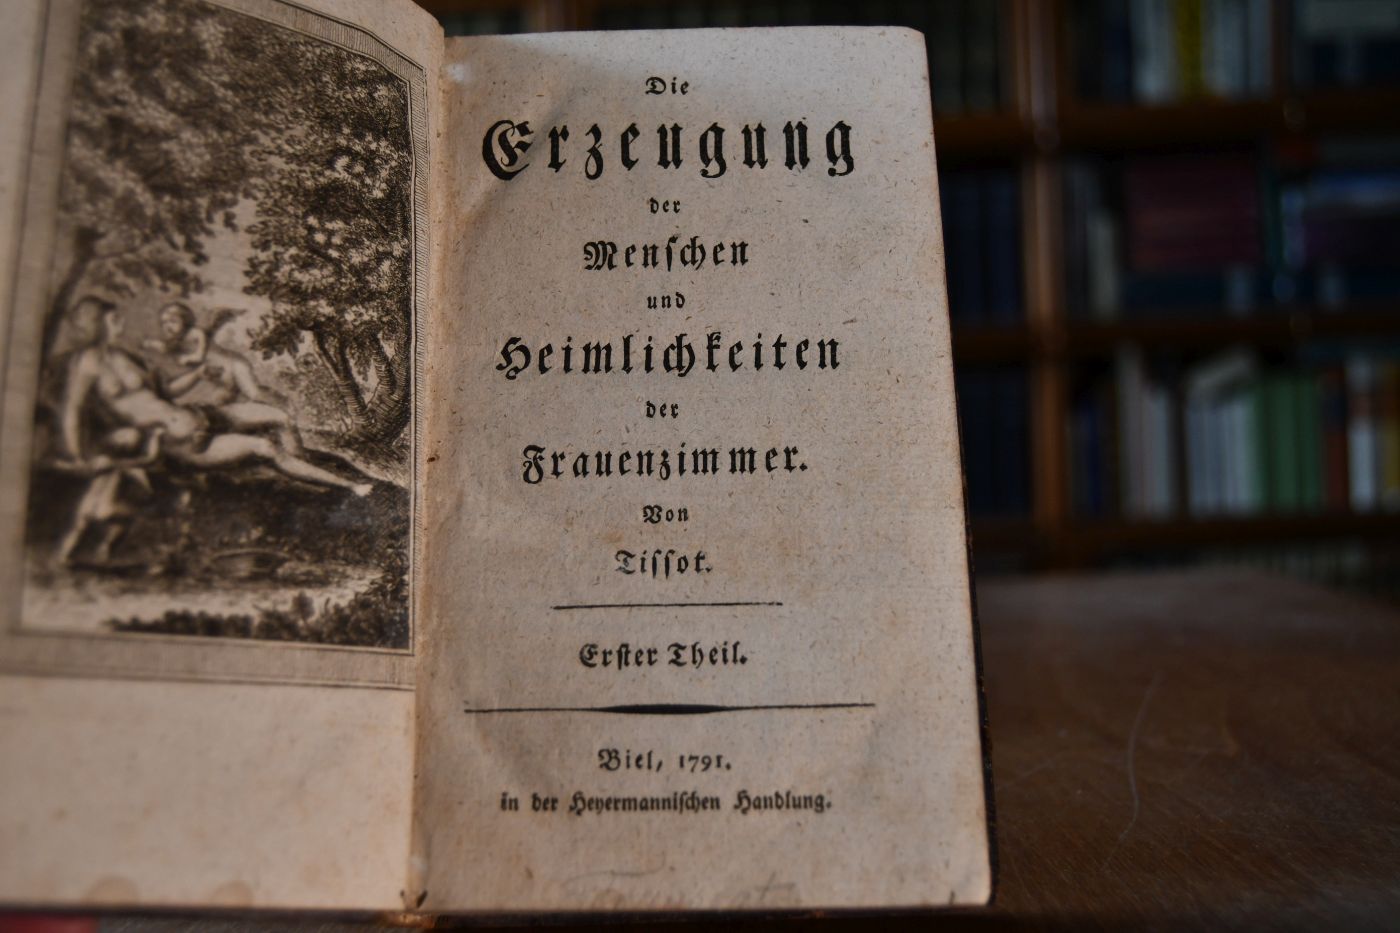 Die
Erzeugung
der
Menſchen
und
Heimlichkeiten
der
Frauenzimmer.
Von
Tiſſot.
Erſter Theil.
Biel, 1791.
in der Heyermanniſchen Handlung.